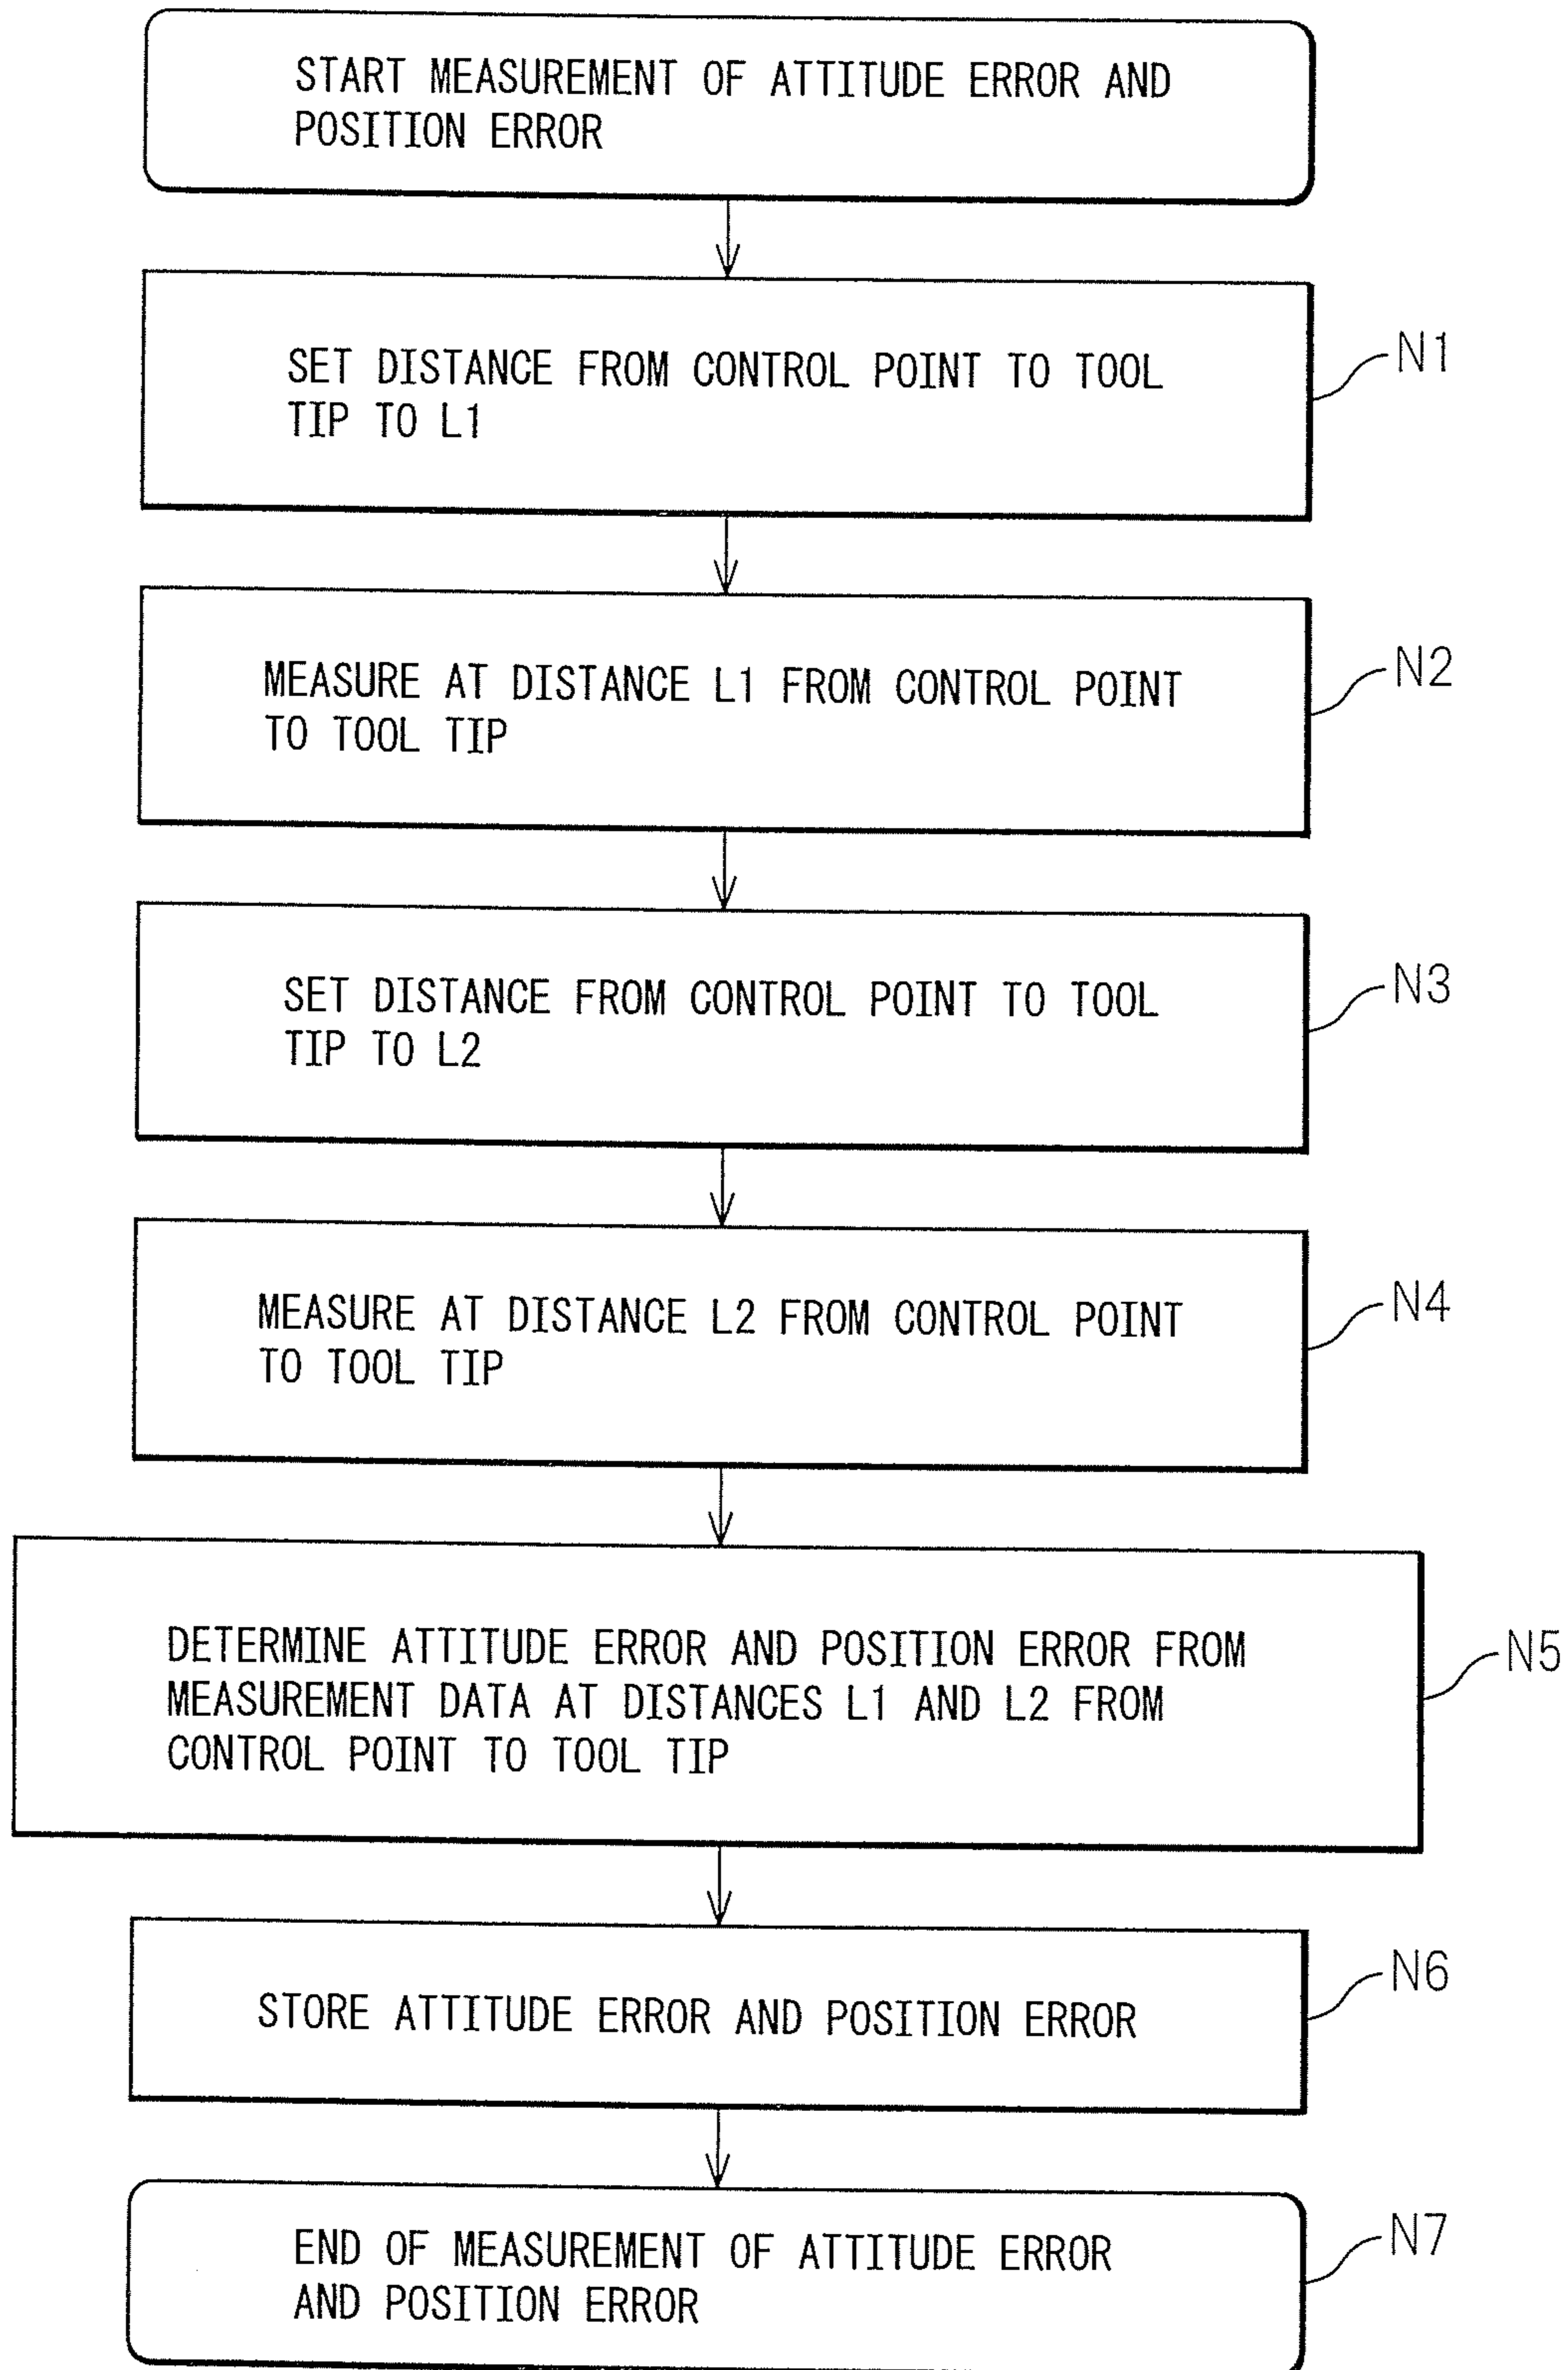 START MEASUREMENT OF ATTITUDE ERROR AND
POSITION ERROR
SET DISTANCE FROM CONTROL POINT TO TOOL
TIP TO L1
N1
MEASURE AT DISTANCE L1 FROM CONTROL POINT
TO TOOL TIP
N2
SET DISTANCE FROM CONTROL POINT TO TOOL
TIP TO L2
N3
MEASURE AT DISTANCE L2 FROM CONTROL POINT
TO TOOL TIP
N4
DETERMINE ATTITUDE ERROR AND POSITION ERROR FROM
MEASUREMENT DATA AT DISTANCES L1 AND L2 FROM
CONTROL POINT TO TOOL TIP
N5
STORE ATTITUDE ERROR AND POSITION ERROR
N6
END OF MEASUREMENT OF ATTITUDE ERROR
AND POSITION ERROR
N7